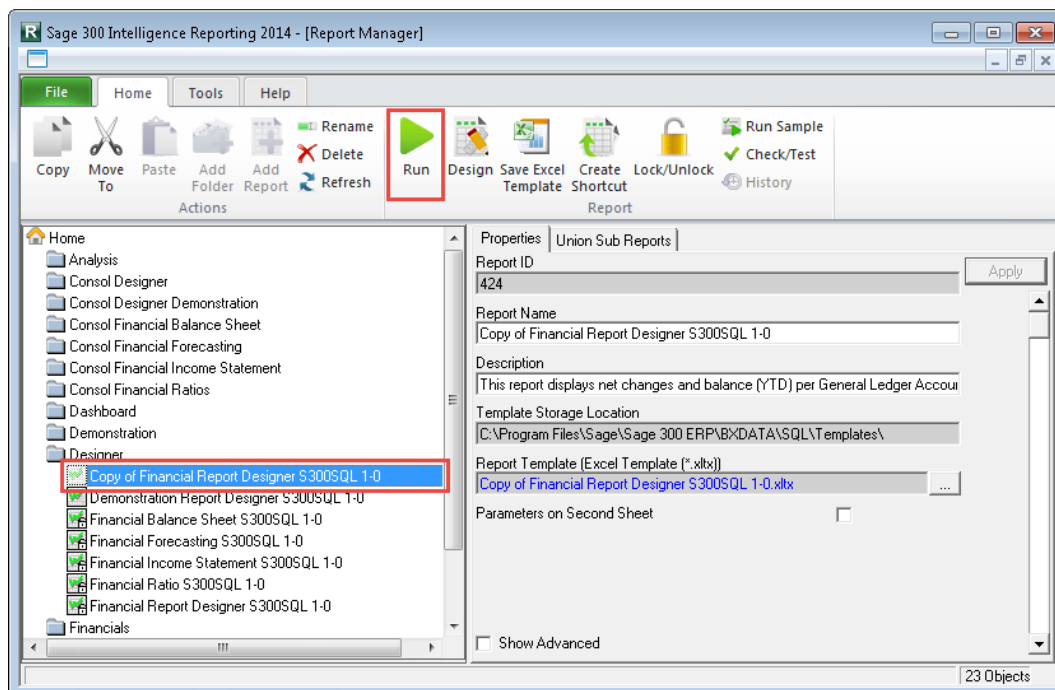 Sage 300 Intelligence Reporting 2014 - [Report Manager]
File Home Tools Help
Copy
Move To
Paste
Add Folder
Add Report
Rename
Delete
Refresh
Actions
Run
Design
Save Excel Template
Create Shortcut
Lock/Unlock
Run Sample
Check/Test
History
Report
Home
Analysis
Consol Designer
Consol Designer Demonstration
Consol Financial Balance Sheet
Consol Financial Forecasting
Consol Financial Income Statement
Consol Financial Ratios
Dashboard
Demonstration
Designer
Copy of Financial Report Designer S300SQL 1-0
Demonstration Report Designer S300SQL 1-0
Financial Balance Sheet S300SQL 1-0
Financial Forecasting S300SQL 1-0
Financial Income Statement S300SQL 1-0
Financial Ratio S300SQL 1-0
Financial Report Designer S300SQL 1-0
Financials
Properties Union Sub Reports
Report ID
424
Apply
Report Name
Copy of Financial Report Designer S300SQL 1-0
Description
This report displays net changes and balance (YTD) per General Ledger Accour
Template Storage Location
C:\Program Files\Sage\Sage 300 ERP\BXDATA\SQL\Templates\
Report Template (Excel Template (*.xltx))
Copy of Financial Report Designer S300SQL 1-0.xltx
...
Parameters on Second Sheet
Show Advanced
23 Objects